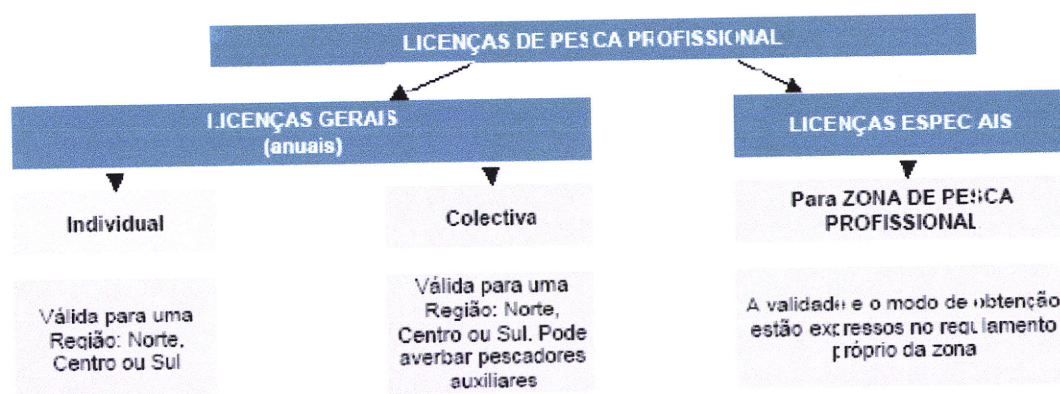 LICENÇAS DE PESCA PROFISSIONAL
LICENÇAS GERAIS
(anuais)
LICENÇAS ESPECIAIS
Individual
Colectiva
Para ZONA DE PESCA
PROFISSIONAL
Válida para uma
Região: Norte,
Centro ou Sul
Válida para uma
Região: Norte,
Centro ou Sul. Pode
averbar pescadores
auxiliares
A validade e o modo de obtenção
estão expressos no regulamento
próprio da zona